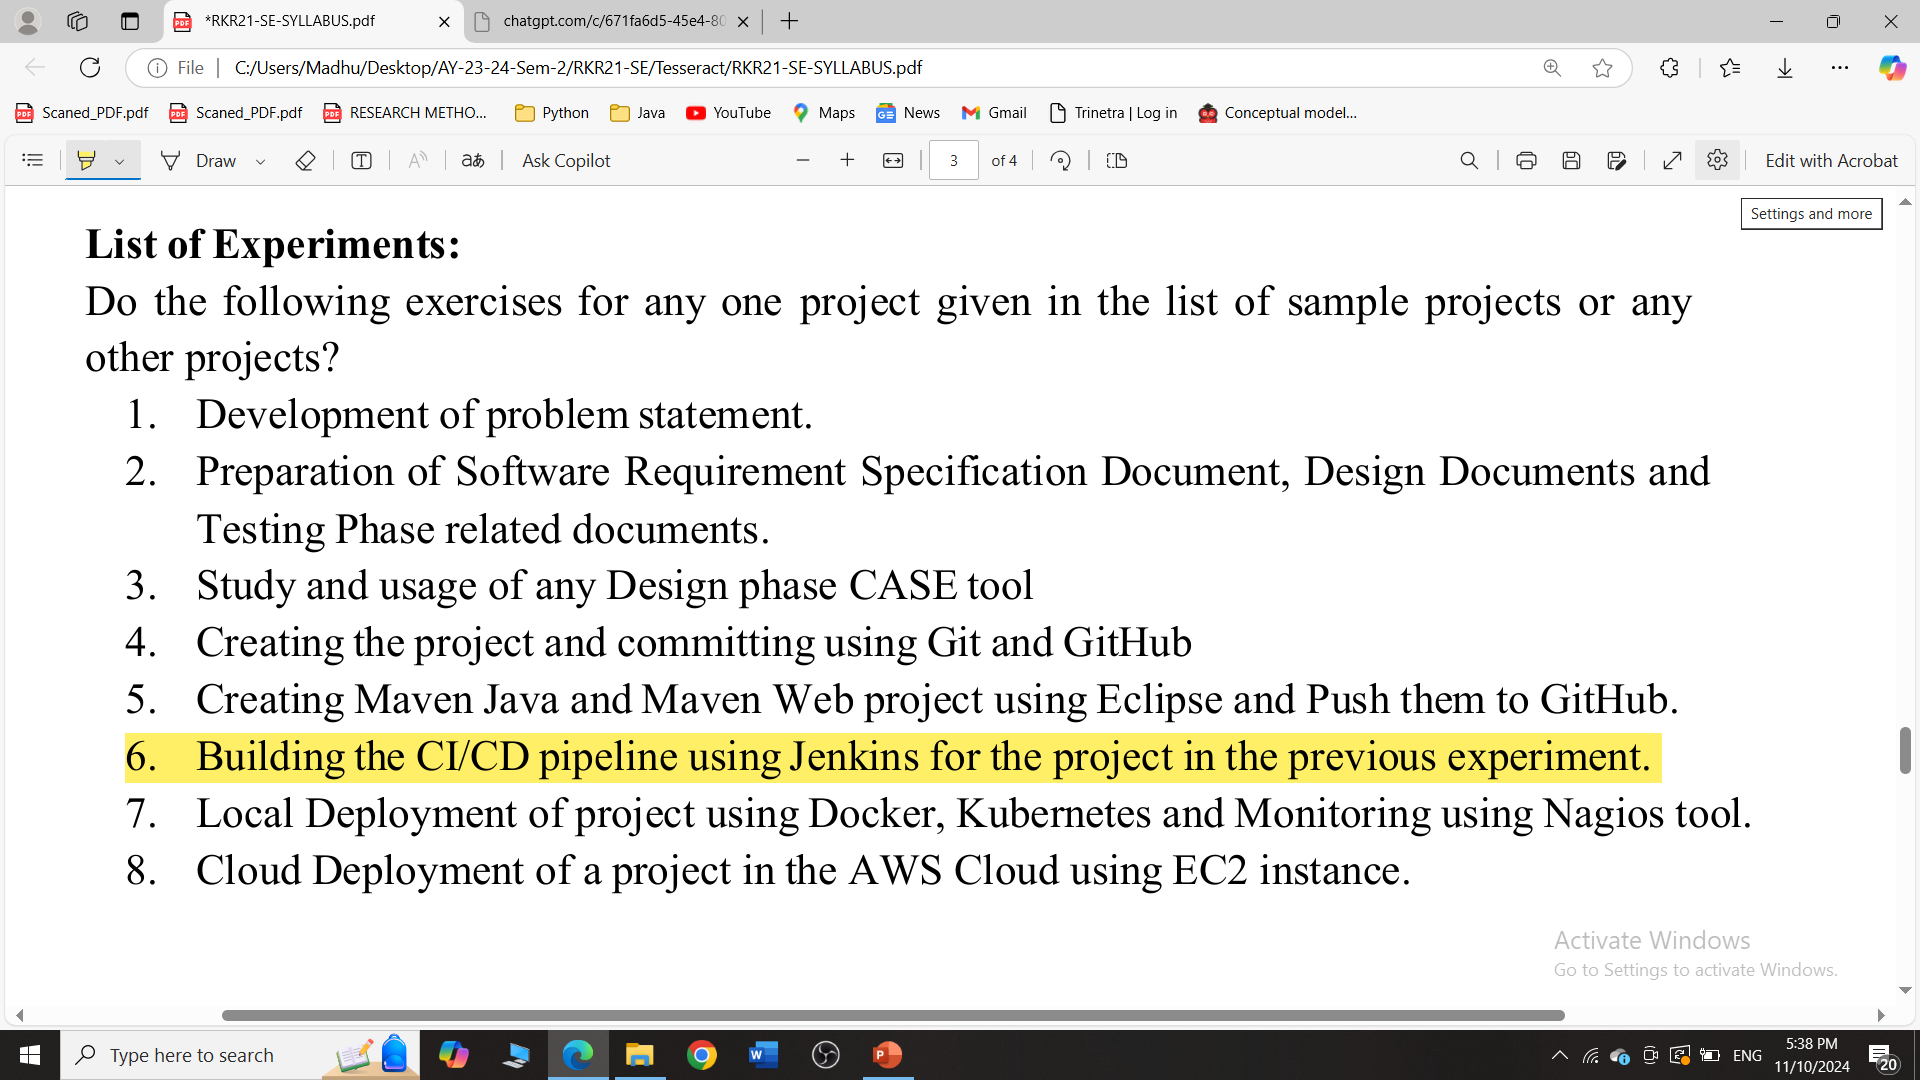 *RKR21-SE-SYLLABUS.pdf
chatgpt.com/c/671fa6d5-45e4-80
File
C:/Users/Madhu/Desktop/AY-23-24-Sem-2/RKR21-SE/Tesseract/RKR21-SE-SYLLABUS.pdf
Scaned_PDF.pdf
Scaned_PDF.pdf
RESEARCH METHO...
Python
Java
YouTube
Maps
News
Gmail
Trinetra | Log in
Conceptual model...
Draw
Ask Copilot
3 of 4
Edit with Acrobat
Settings and more
List of Experiments:
Do the following exercises for any one project given in the list of sample projects or any
other projects?
1. Development of problem statement.
2. Preparation of Software Requirement Specification Document, Design Documents and
Testing Phase related documents.
3. Study and usage of any Design phase CASE tool
4. Creating the project and committing using Git and GitHub
5. Creating Maven Java and Maven Web project using Eclipse and Push them to GitHub.
6. Building the CI/CD pipeline using Jenkins for the project in the previous experiment.
7. Local Deployment of project using Docker, Kubernetes and Monitoring using Nagios tool.
8. Cloud Deployment of a project in the AWS Cloud using EC2 instance.
Activate Windows
Go to Settings to activate Windows.
Type here to search
ENG
5:38 PM
11/10/2024
20